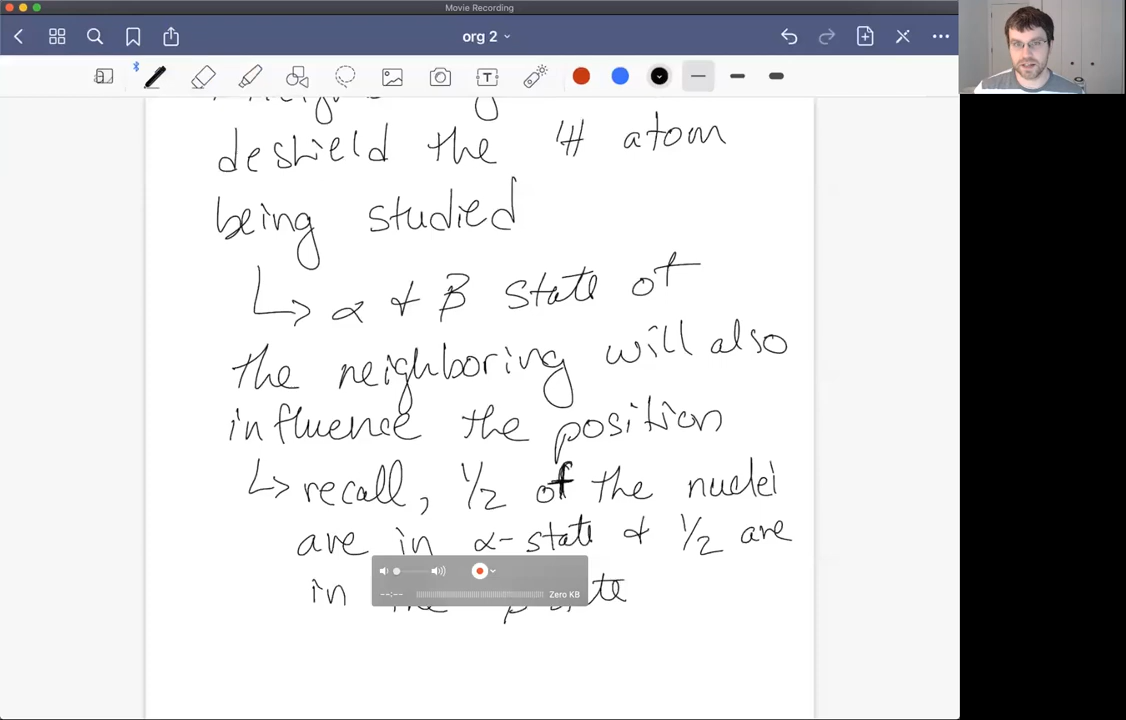 Movie Recording
org 2
T
deshield the ¹H atom
being studied
↳ α & β state of
the neighboring will also
influence the position
↳ recall, 1/2 of the nuclei
are in α-state & 1/2 are
in
--:--
Zero KB